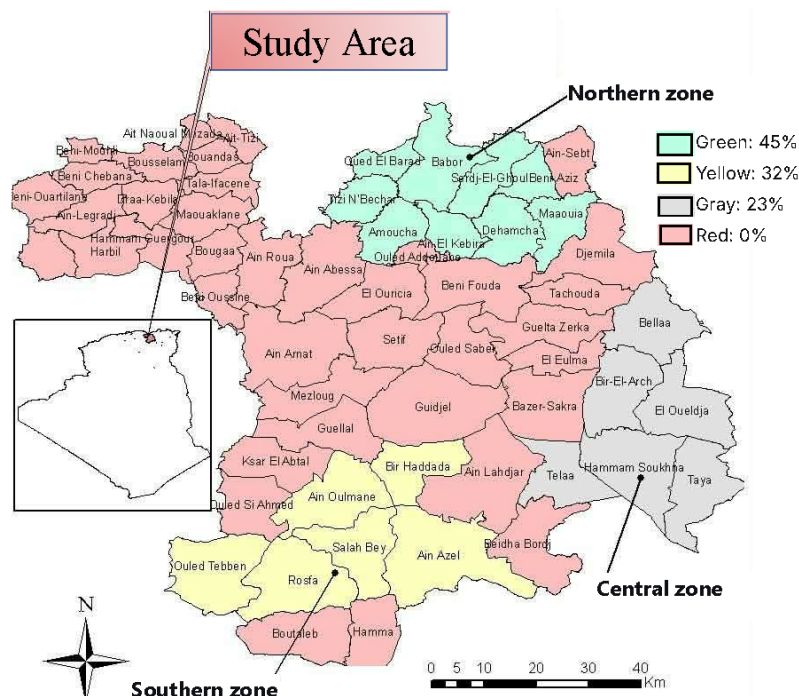 Study Area
Northern zone
Green: 45%
Yellow: 32%
Gray: 23%
Red: 0%
Ait Naoual Mezada
Ait-Tizi
Bouandas
Bousselam
Beni Chebana
Tala-Ifacene
Beni-Ouartilane
Draa-Kebila
Ain-Legradj
Maouaklane
Hammam Guergour
Harbil
Bougaa
Beni Oussine
Ain Roua
Ain Abessa
Oued El Barad
Babor
Serdj-El-Ghoul
Beni Aziz
Ain-Sebt
Tizi N'Bechar
Amoucha
Ain-El Kebira
Dehamcha
Maaouia
Ouled Addouane
Djemila
El Ouricia
Beni Fouda
Tachouda
Bellaa
Guelta Zerka
Ain Arnat
Setif
Ouled Saber
El Eulma
Bir-El-Arch
Mezloug
Guidjel
Bazer-Sakra
El Oueldja
Guellal
Ksar El Abtal
Bir Haddada
Ain Lahdjar
Telaa
Hammam Soukhna
Taya
Ain Oulmane
Ouled Si Ahmed
Salah Bey
Ain Azel
Beidha Bordj
Ouled Tebben
Rosfa
Central zone
Boutaleb
Hamma
N
Southern zone
0 5 10 20 30 40
Km